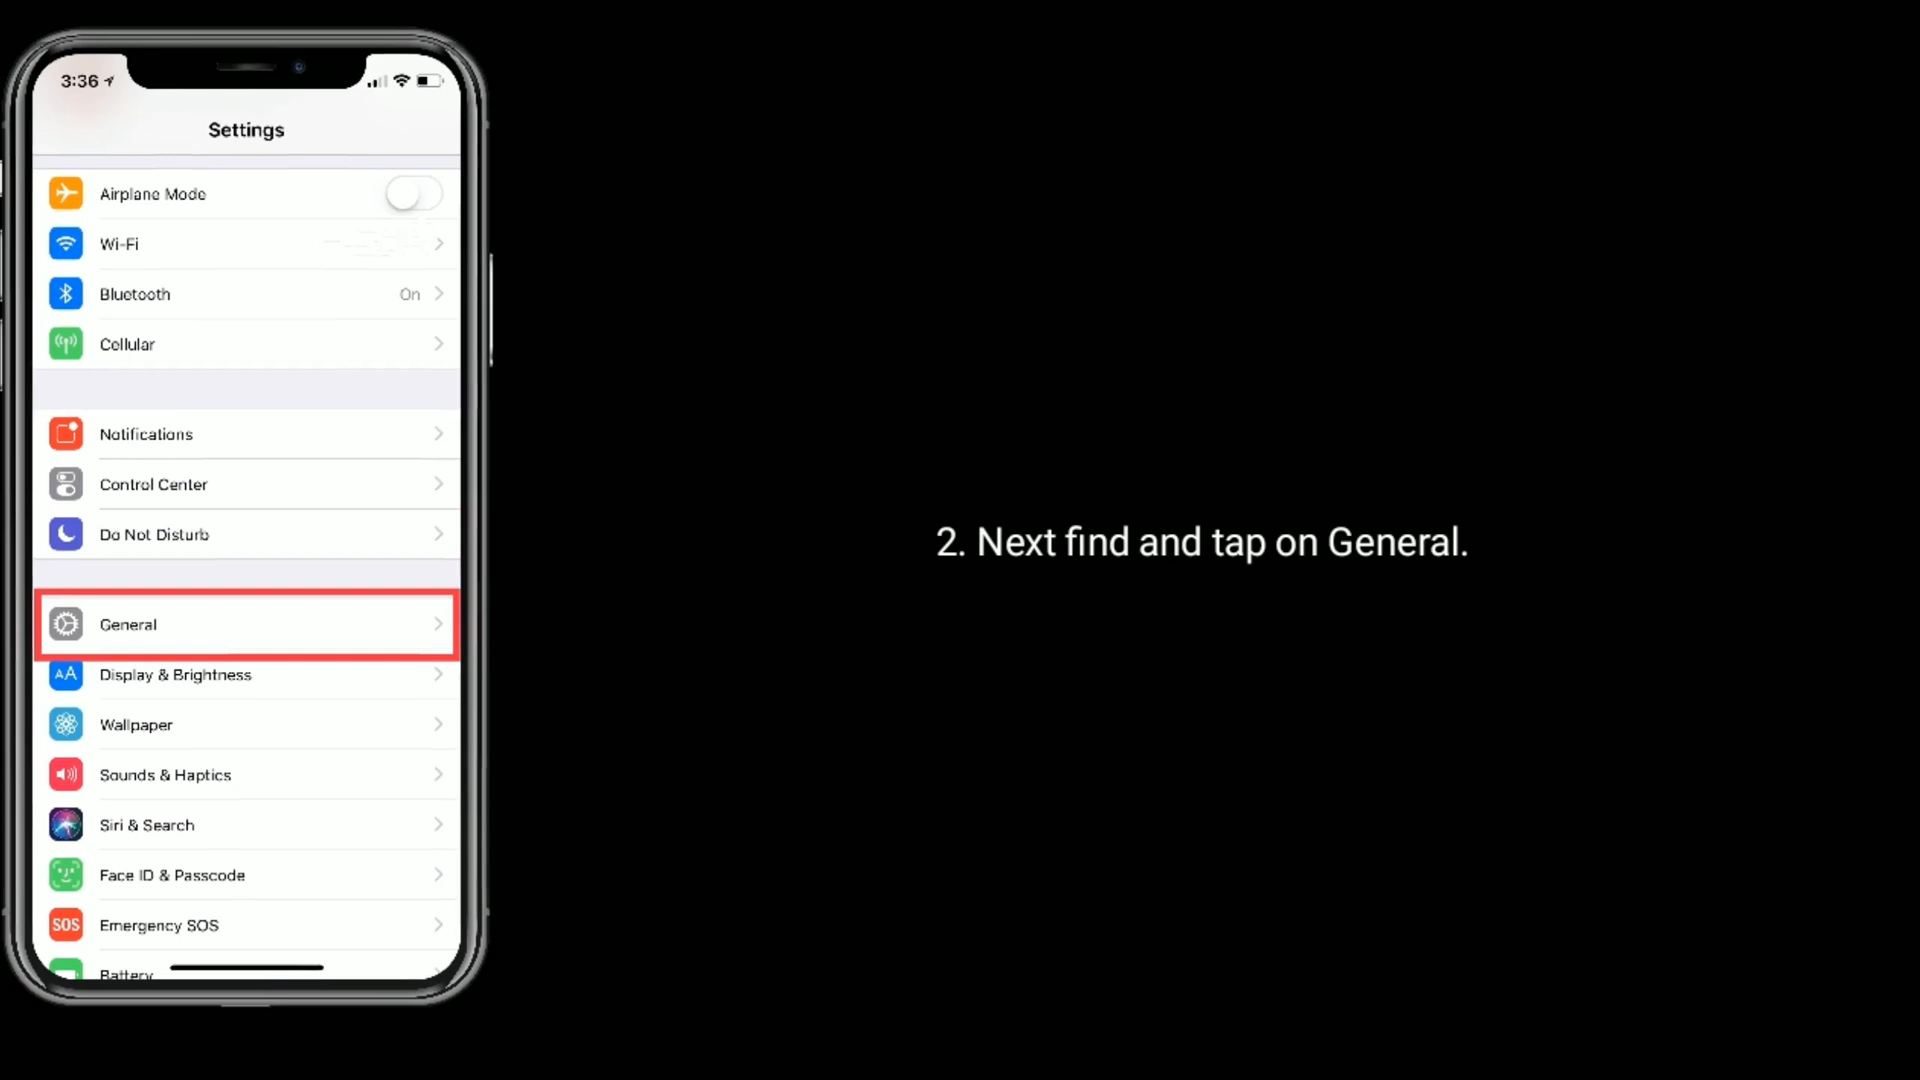 3:36
Settings
Airplane Mode
Wi-Fi
Bluetooth On
Cellular
Notifications
Control Center
Do Not Disturb
General
AA Display & Brightness
Wallpaper
Sounds & Haptics
Siri & Search
Face ID & Passcode
SOS Emergency SOS
Battery
2. Next find and tap on General.